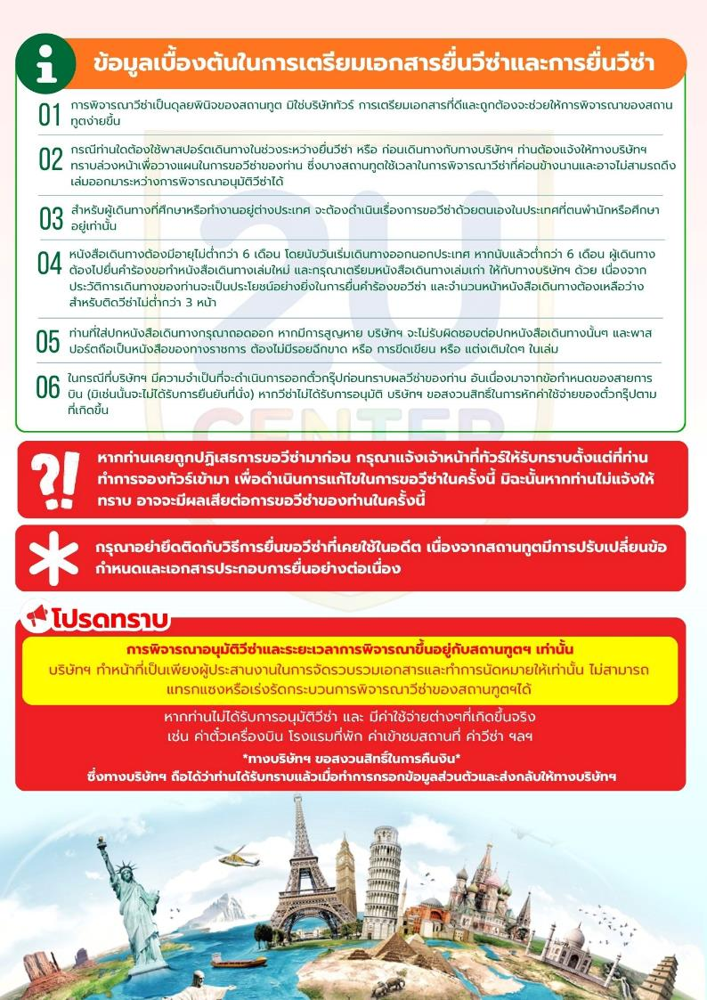 ข้อมูลเบื้องต้นในการเตรียมเอกสารยื่นวีซ่าและการยื่นวีซ่า
01 การพิจารณาวีซ่าเป็นดุลยพินิจของสถานทูต มิใช่บริษัททัวร์ การเตรียมเอกสารที่ดีและถูกต้องจะช่วยให้การพิจารณาของสถาน
ทูตง่ายขึ้น
02 กรณีท่านใดต้องใช้พาสปอร์ตเดินทางในช่วงระหว่างยื่นวีซ่า หรือ ก่อนเดินทางกับทางบริษัทฯ ท่านต้องแจ้งให้ทางบริษัทฯ
ทราบล่วงหน้าเพื่อวางแผนในการขอวีซ่าของท่าน ซึ่งบางสถานทูตใช้เวลาในการพิจารณาวีซ่าที่ค่อนข้างนานและอาจไม่สามรถดึง
เล่มออกมาระหว่างการพิจารณาอนุมัติวีซ่าได้
03 สำหรับผู้เดินทางที่ศึกษาหรือทำงานอยู่ต่างประเทศ จะต้องดำเนินเรื่องการขอวีซ่าด้วยตนเองในประเทศที่ตนพำนักหรือศึกษา
อยู่เท่านั้น
04 หนังสือเดินทางต้องมีอายุไม่ต่ำกว่า 6 เดือน โดยนับวันเริ่มเดินทางออกนอกประเทศ หากนับแล้วต่ำกว่า 6 เดือน ผู้เดินทาง
ต้องไปยื่นคำร้องขอทำหนังสือเดินทางเล่มใหม่ และกรุณาเตรียมหนังสือเดินทางเล่มเก่า ให้กับทางบริษัทฯ ด้วย เนื่องจาก
ประวัติการเดินทางของท่านจะเป็นประโยชน์อย่างยิ่งในการยื่นคำร้องขอวีซ่า และจำนวนหน้าหนังสือเดินทางต้องเหลือว่าง
สำหรับติดวีซ่าไม่ต่ำกว่า 3 หน้า
05 ท่านที่ใส่ปกหนังสือเดินทางกรุณาถอดออก หากมีการสูญหาย บริษัทฯ จะไม่รับผิดชอบต่อปกหนังสือเดินทางนั้นๆ และพาส
ปอร์ตถือเป็นหนังสือของทางราชการ ต้องไม่มีรอยฉีกขาด หรือ การขีดเขียน หรือ แต่งเติมใดๆ ในเล่ม
06 ในกรณีที่บริษัทฯ มีความจำเป็นที่จะดำเนินการออกตั๋วกรุ๊ปก่อนทราบผลวีซ่าของท่าน อันเนื่องมาจากข้อกำหนดของสายการ
บิน (มิเช่นนั้นจะไม่ได้รับการยืนยันที่นั่ง) หากวีซ่าไม่ได้รับการอนุมัติ บริษัทฯ ขอสงวนสิทธิ์ในการหักค่าใช้จ่ายของตั๋วกรุ๊ปตาม
ที่เกิดขึ้น
2U
CENTER
?! หากท่านเคยถูกปฏิเสธการขอวีซ่ามาก่อน กรุณาแจ้งเจ้าหน้าที่ทัวร์ให้รับทราบตั้งแต่ที่ท่าน
ทำการจองทัวร์เข้ามา เพื่อดำเนินการแก้ไขในการขอวีซ่าในครั้งนี้ มิฉะนั้นหากท่านไม่แจ้งให้
ทราบ อาจจะมีผลเสียต่อการขอวีซ่าของท่านในครั้งนี้
* กรุณาอย่ายึดติดกับวิธีการยื่นขอวีซ่าที่เคยใช้ในอดีต เนื่องจากสถานทูตมีการปรับเปลี่ยนข้อ
กำหนดและเอกสารประกอบการยื่นอย่างต่อเนื่อง
โปรดทราบ
การพิจารณาอนุมัติวีซ่าและระยะเวลาการพิจารณาขึ้นอยู่กับสถานฑูตฯ เท่านั้น
บริษัทฯ ทำหน้าที่เป็นเพียงผู้ประสานงานในการจัดรวบรวมเอกสารและทำการนัดหมายให้เท่านั้น ไม่สามารถ
แทรกแซงหรือเร่งรัดกระบวนการพิจารณาวีซ่าของสถานฑูตฯได้
หากท่านไม่ได้รับการอนุมัติวีซ่า และ มีค่าใช้จ่ายต่างๆที่เกิดขึ้นจริง
เช่น ค่าตั๋วเครื่องบิน โรงแรมที่พัก ค่าเข้าชมสถานที่ ค่าวีซ่า ฯลฯ
*ทางบริษัทฯ ขอสงวนสิทธิ์ในการคืนเงิน*
ซึ่งทางบริษัทฯ ถือได้ว่าท่านได้รับทราบแล้วเมื่อทำการกรอกข้อมูลส่วนตัวและส่งกลับให้ทางบริษัทฯ